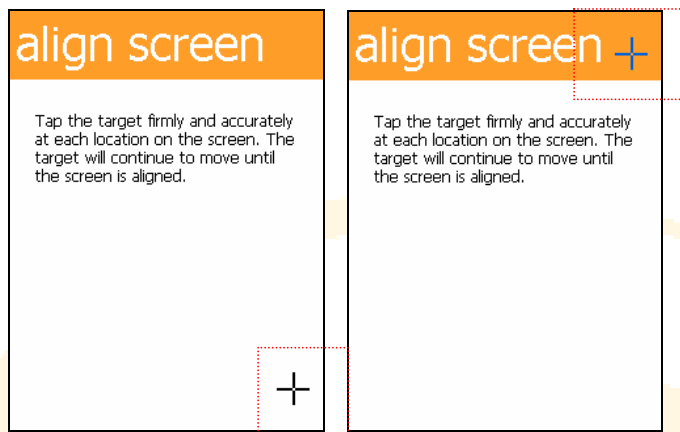 align screen
Tap the target firmly and accurately
at each location on the screen. The
target will continue to move until
the screen is aligned.
align screen
Tap the target firmly and accurately
at each location on the screen. The
target will continue to move until
the screen is aligned.